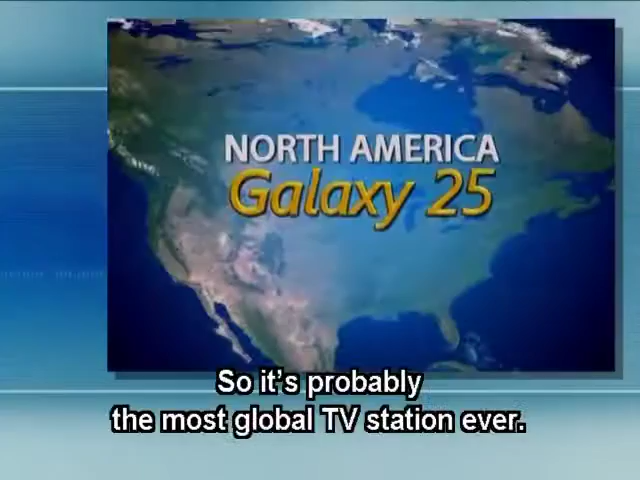 NORTH AMERICA
Galaxy 25
So it's probably
the most global TV station ever.